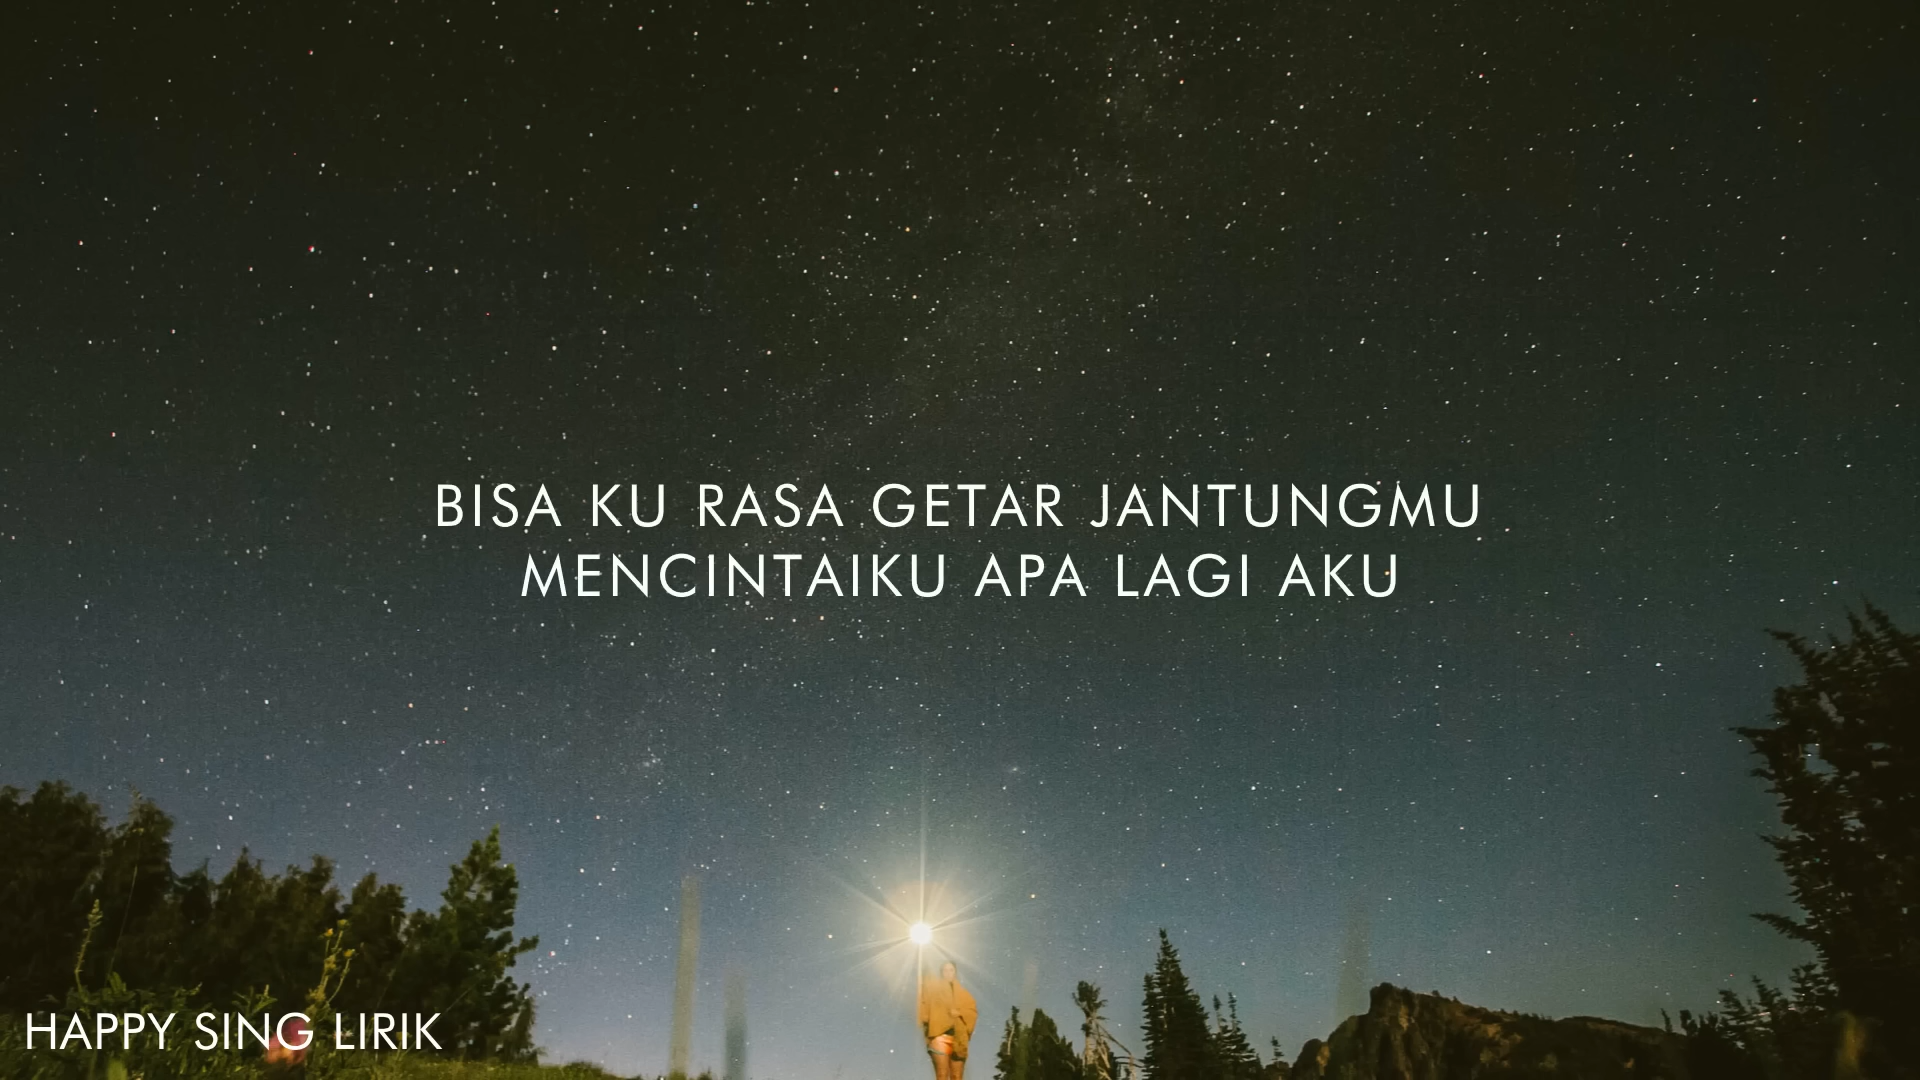 BISA KU RASA GETAR JANTUNGMU
MENCINTAIKU APA LAGI AKU
HAPPY SING LIRIK